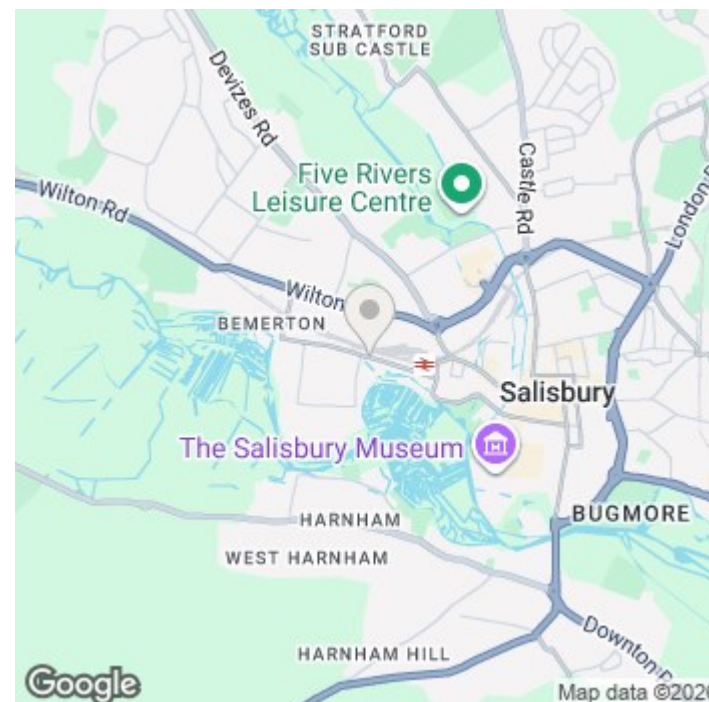 STRATFORD
SUB CASTLE
Devizes Rd
Castle Rd
Five Rivers
Leisure Centre
London
Wilton Rd
Wilton
BEMERTON
Salisbury
The Salisbury Museum
HARNHAM
BUGMORE
WEST HARNHAM
HARNHAM HILL
Downton
Google
Map data ©2026